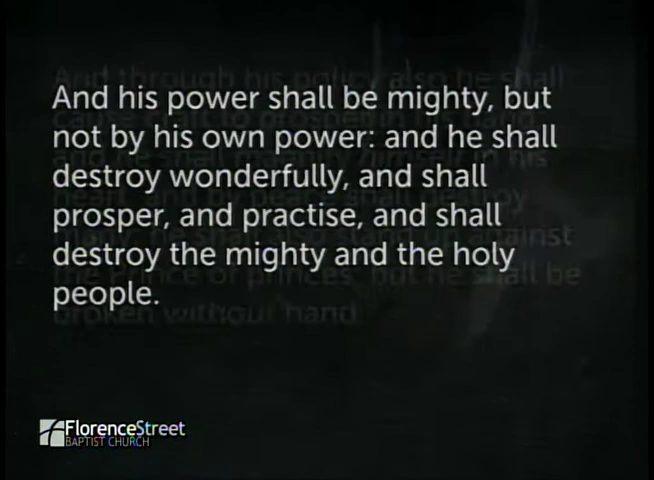 And his power shall be mighty, but
not by his own power: and he shall
destroy wonderfully, and shall
prosper, and practise, and shall
destroy the mighty and the holy
people.
FlorenceStreet
BAPTIST CHURCH